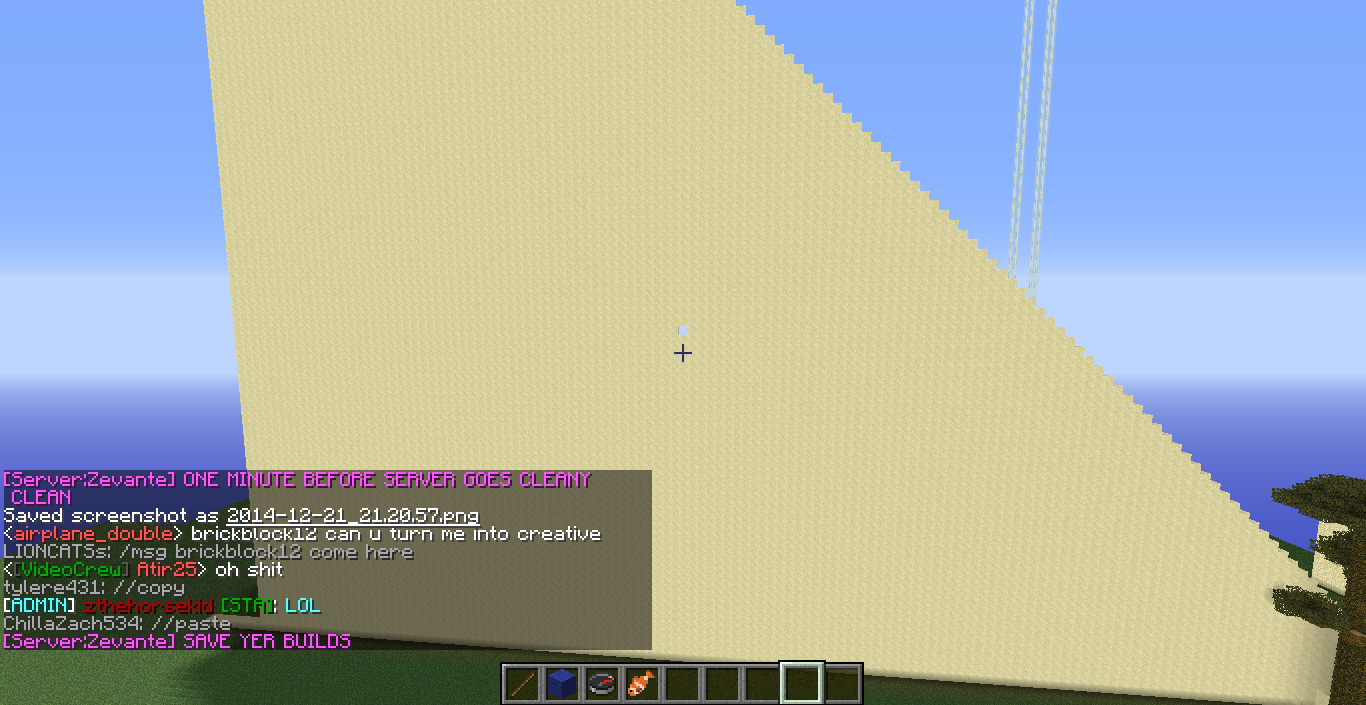 [Server:Zevante] ONE MINUTE BEFORE SERVER GOES CLEANY
CLEAN
Saved screenshot as 2014-12-21_21.20.57.png
<airplane_double> brickblock12 can u turn me into creative
LIONCATSs: /msg brickblock12 come here
<[VideoCrew] Atir25> oh shit
tylere431: //copy
[ADMIN] zthehorsekid [STA]: LOL
ChillaZach534: //paste
[Server:Zevante] SAVE YER BUILDS